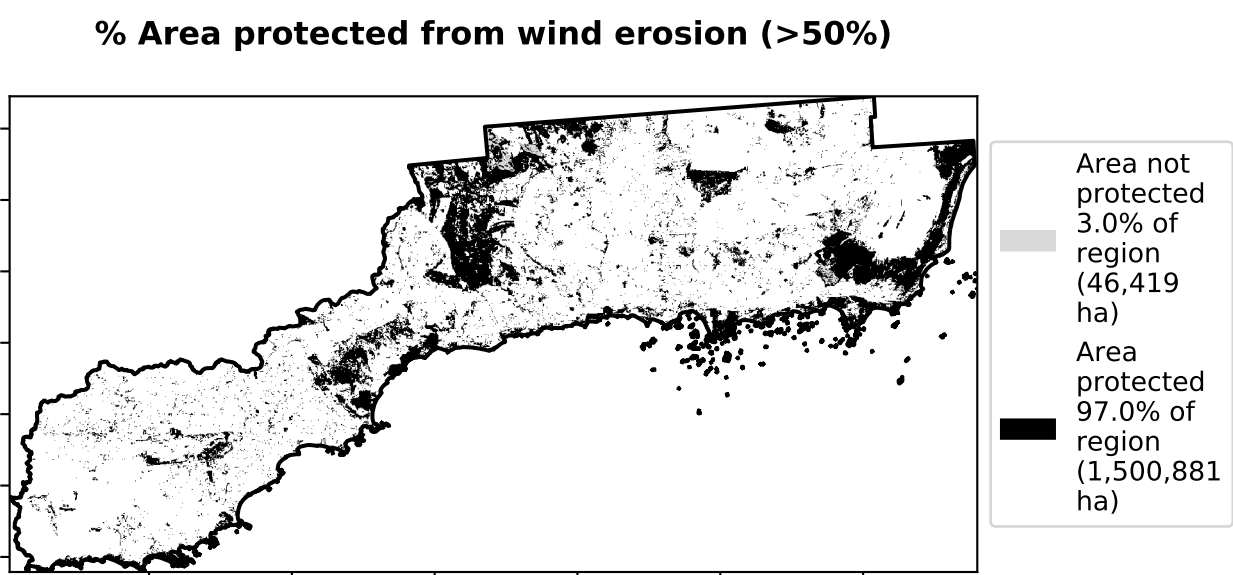 % Area protected from wind erosion (>50%)
Area not
protected
3.0% of
region
(46,419
ha)
Area
protected
97.0% of
region
(1,500,881
ha)